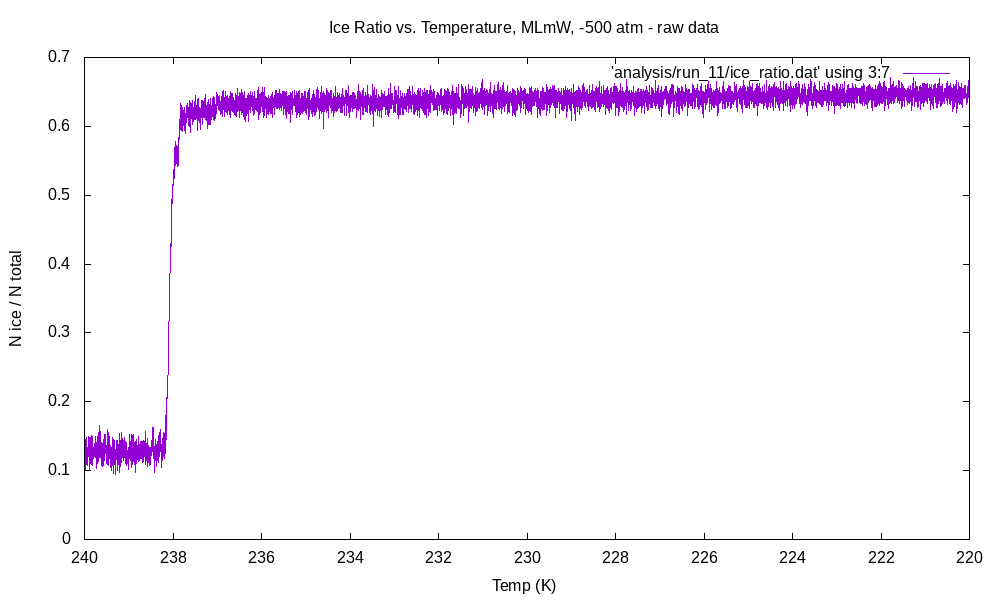 Ice Ratio vs. Temperature, MLmW, -500 atm - raw data
'analysis/run_11/ice_ratio.dat' using 3:7
0.7
0.6
0.5
0.4
0.3
0.2
0.1
0
N ice / N total
240 238 236 234 232 230 228 226 224 222 220
Temp (K)